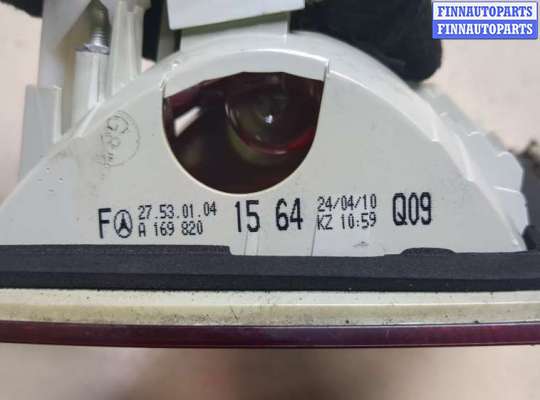 FINNAUTOPARTS
FINNAUTOPARTS
F 27.53.01.04 15 64 24/04/10 Q09
A 169 820 KZ 10:59